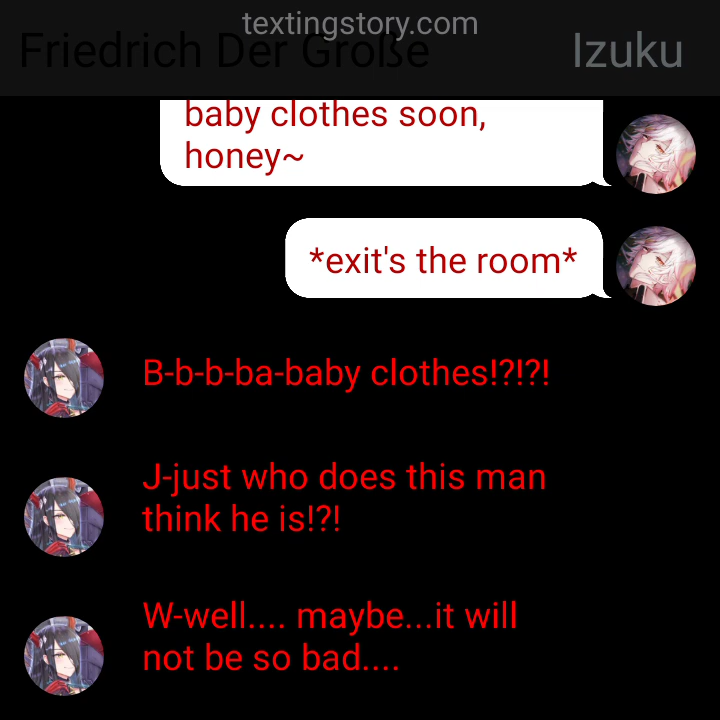 textingstory.com
Friedrich Der Große
Izuku
baby clothes soon,
honey~
*exit's the room*
B-b-b-ba-baby clothes!?!?!
J-just who does this man
think he is!?!
W-well.... maybe...it will
not be so bad....